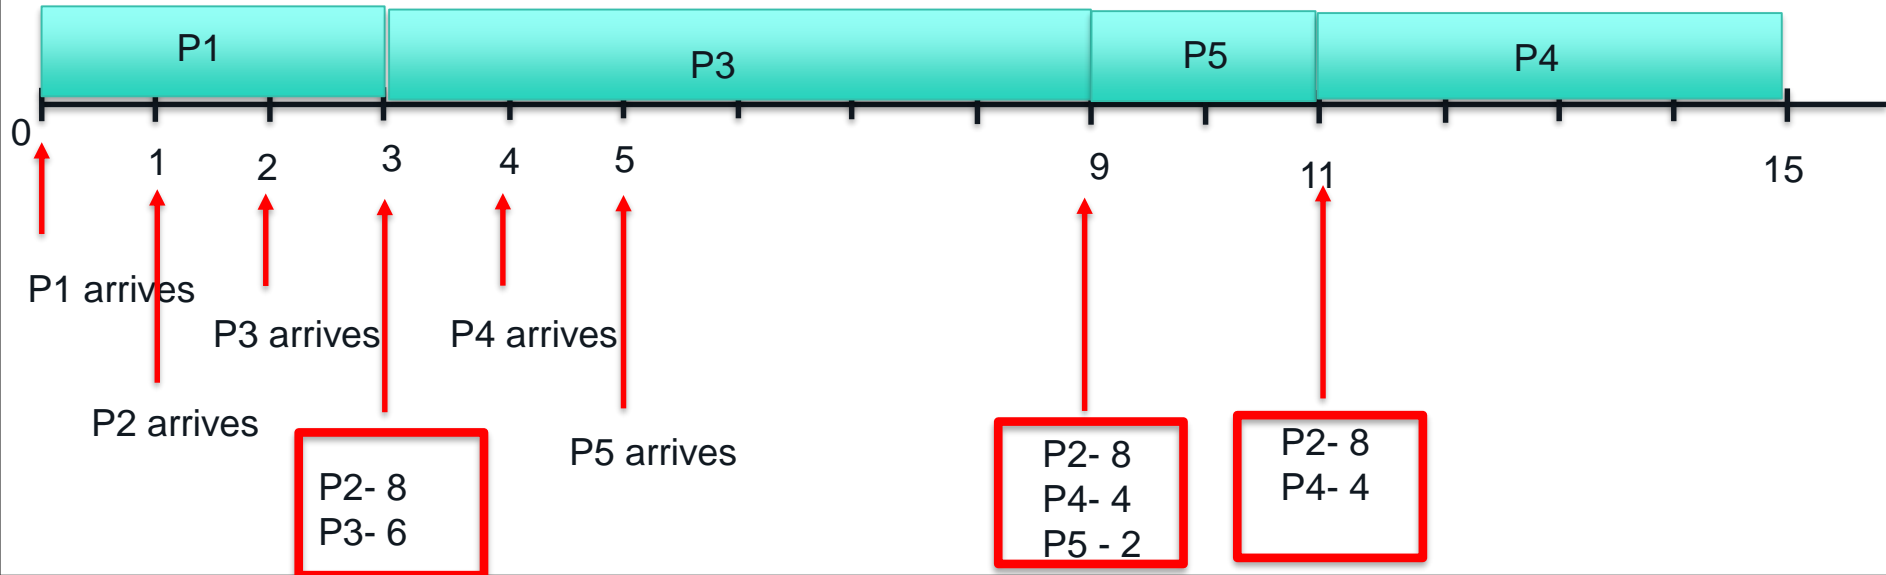 P1
P3
P5
P4
0
1
2
3
4
5
9
11
15
P1 arrives
P3 arrives
P4 arrives
P2 arrives
P5 arrives
P2- 8
P3- 6
P2- 8
P4- 4
P5 - 2
P2- 8
P4- 4